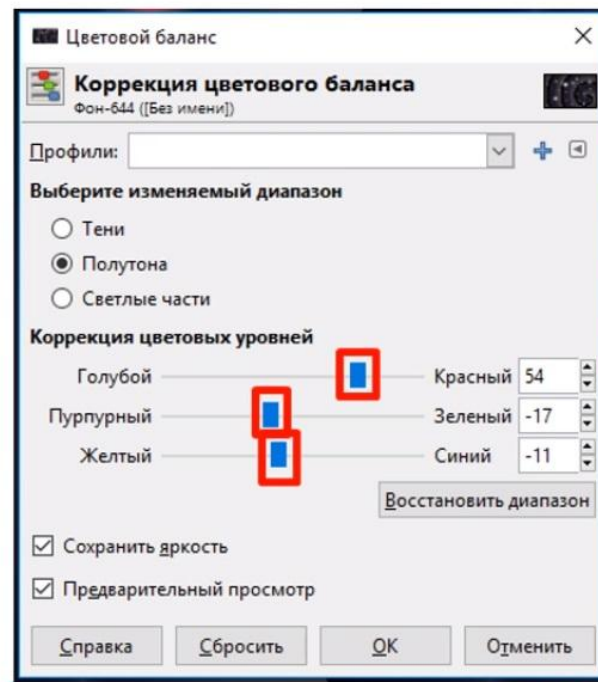 Цветовой баланс
Коррекция цветового баланса
Фон-644 ([Без имени])
Профили:
Выберите изменяемый диапазон
Тени
Полутона
Светлые части
Коррекция цветовых уровней
Голубой Красный 54
Пурпурный Зеленый -17
Желтый Синий -11
Восстановить диапазон
Сохранить яркость
Предварительный просмотр
Справка Сбросить OK Отменить